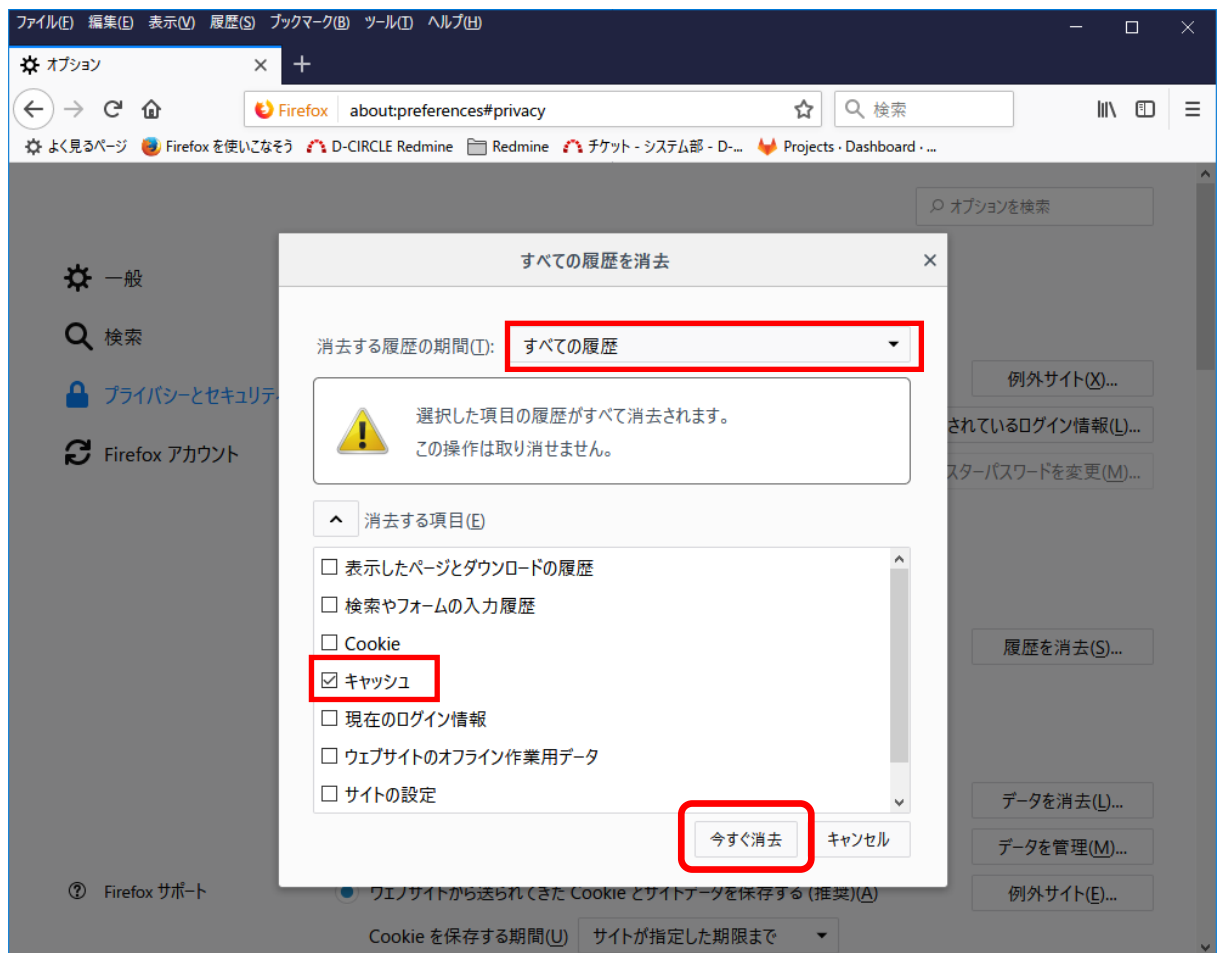 ファイル(F) 編集(E) 表示(V) 履歴(S) ブックマーク(B) ツール(T) ヘルプ(H)
オプション
Firefox about:preferences#privacy 検索
よく見るページ Firefox を使いこなそう D-CIRCLE Redmine Redmine チケット - システム部 - D-... Projects · Dashboard · ...
オプションを検索
すべての履歴を消去
一般
検索
プライバシーとセキュリティ
Firefox アカウント
消去する履歴の期間(T): すべての履歴
選択した項目の履歴がすべて消去されます。
この操作は取り消せません。
消去する項目(E)
表示したページとダウンロードの履歴
検索やフォームの入力履歴
Cookie
キャッシュ
現在のログイン情報
ウェブサイトのオフライン作業用データ
サイトの設定
今すぐ消去 キャンセル
例外サイト(X)...
されているログイン情報(L)...
スターパスワードを変更(M)...
履歴を消去(S)...
データを消去(L)...
データを管理(M)...
例外サイト(E)...
Firefox サポート
ウェブサイトから送られてきた Cookie とサイトデータを保存する (推奨)(A)
Cookie を保存する期間(U) サイトが指定した期限まで